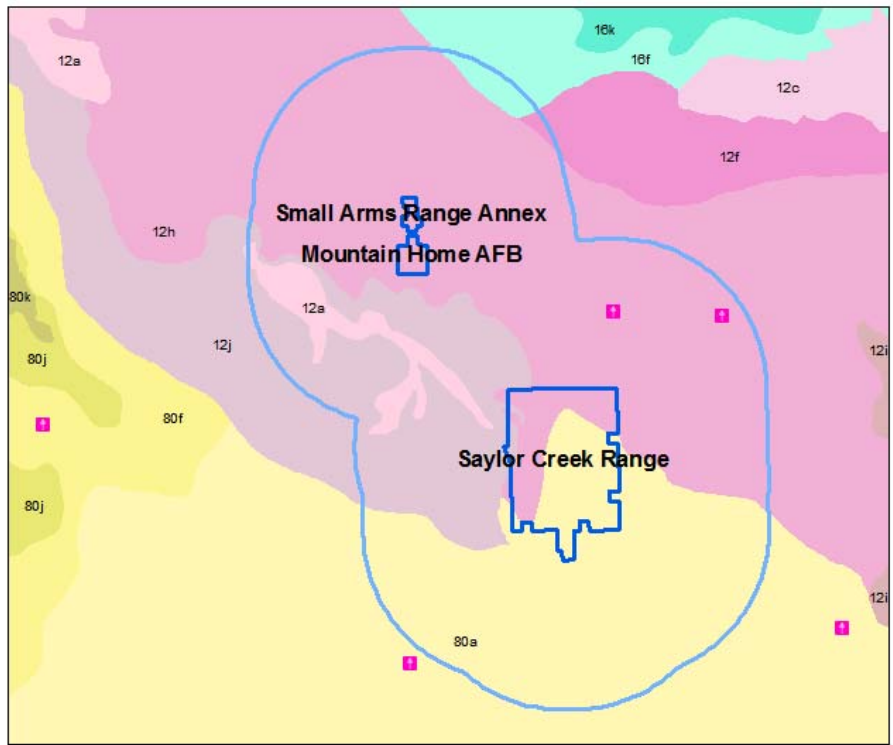 16k
12a
16f
12c
12f
Small Arms Range Annex
12h
Mountain Home AFB
80k
12a
12j
12i
80j
80f
Saylor Creek Range
80j
12i
80a